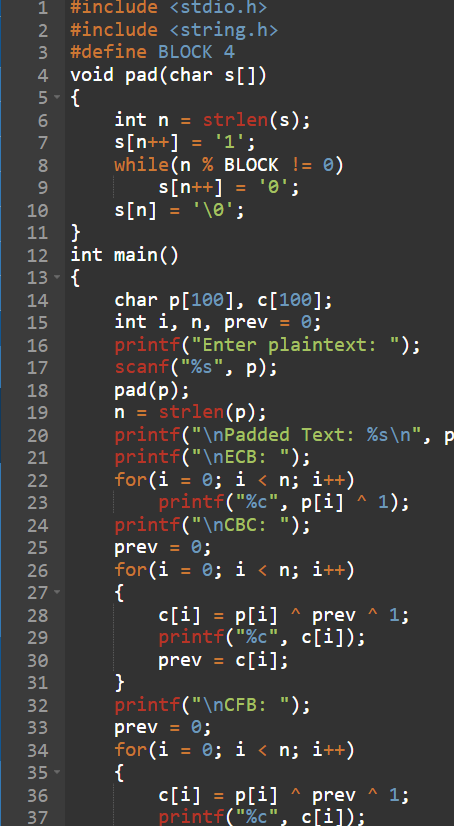 1 #include <stdio.h>
2 #include <string.h>
3 #define BLOCK 4
4 void pad(char s[])
5 {
6     int n = strlen(s);
7     s[n++] = '1';
8     while(n % BLOCK != 0)
9         s[n++] = '0';
10     s[n] = '\0';
11 }
12 int main()
13 {
14     char p[100], c[100];
15     int i, n, prev = 0;
16     printf("Enter plaintext: ");
17     scanf("%s", p);
18     pad(p);
19     n = strlen(p);
20     printf("\nPadded Text: %s\n", p
21     printf("\nECB: ");
22     for(i = 0; i < n; i++)
23         printf("%c", p[i] ^ 1);
24     printf("\nCBC: ");
25     prev = 0;
26     for(i = 0; i < n; i++)
27     {
28         c[i] = p[i] ^ prev ^ 1;
29         printf("%c", c[i]);
30         prev = c[i];
31     }
32     printf("\nCFB: ");
33     prev = 0;
34     for(i = 0; i < n; i++)
35     {
36         c[i] = p[i] ^ prev ^ 1;
37         printf("%c", c[i]);